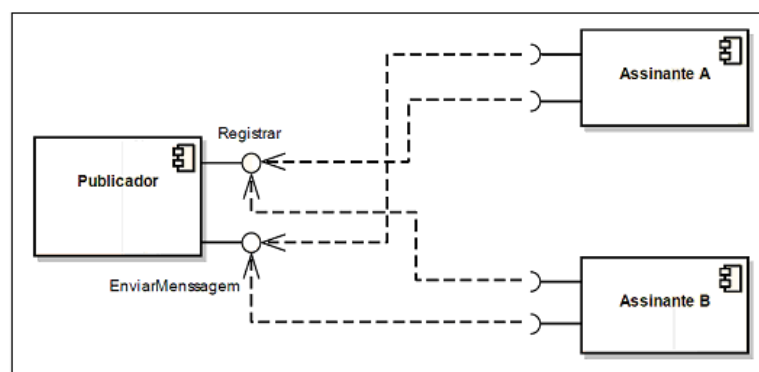 Assinante A
Registrar
Publicador
EnviarMenssagem
Assinante B